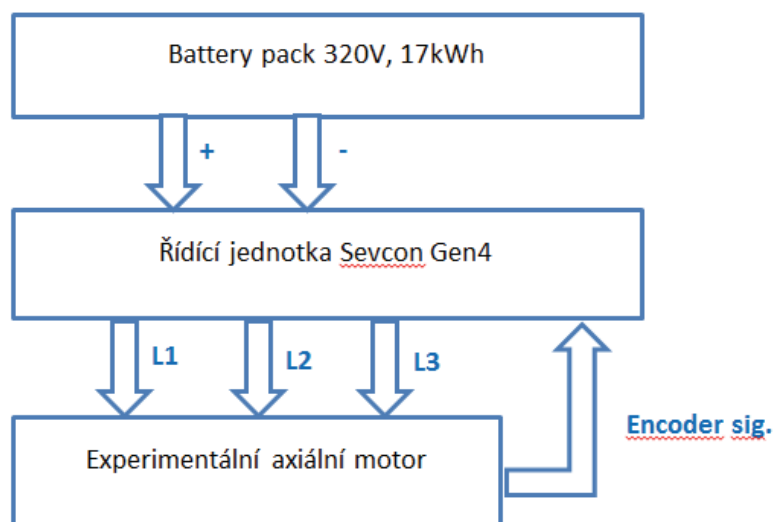 Battery pack 320V, 17kWh
+
-
Řídící jednotka Sevcon Gen4
L1
L2
L3
Encoder sig.
Experimentální axiální motor